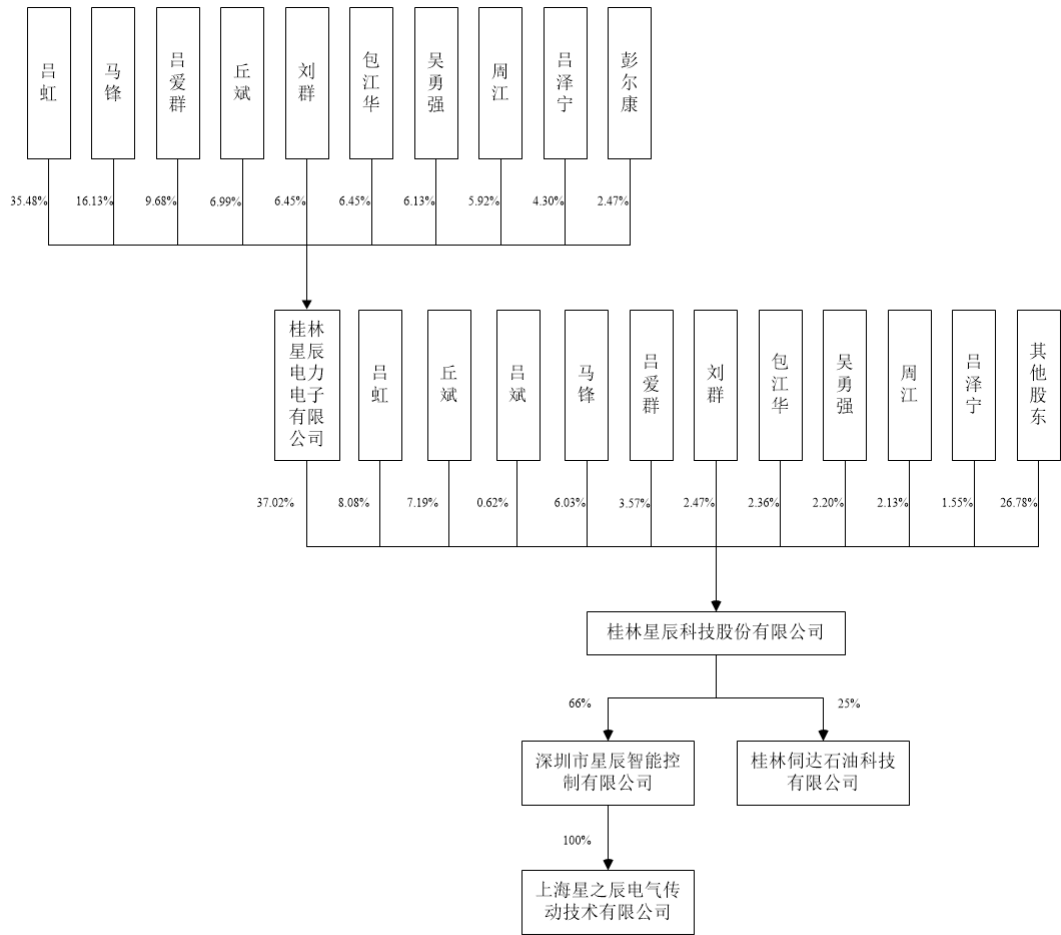 吕虹
马锋
吕爱群
丘斌
刘群
包江华
吴勇强
周江
吕泽宁
彭尔康
35.48%
16.13%
9.68%
6.99%
6.45%
6.45%
6.13%
5.92%
4.30%
2.47%
桂林
星辰
电力
电子
有限
公司
吕虹
丘斌
吕斌
马锋
吕爱群
刘群
包江华
吴勇强
周江
吕泽宁
其他股东
37.02%
8.08%
7.19%
0.62%
6.03%
3.57%
2.47%
2.36%
2.20%
2.13%
1.55%
26.78%
桂林星辰科技股份有限公司
66%
25%
深圳市星辰智能控
制有限公司
桂林伺达石油科技
有限公司
100%
上海星之辰电气传
动技术有限公司